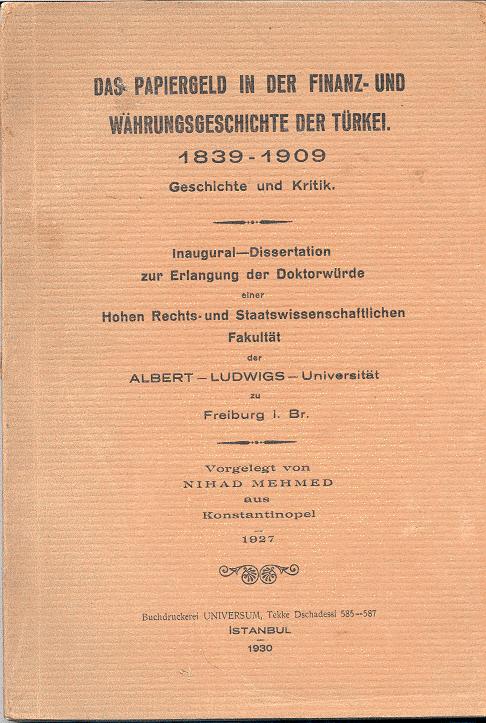 DAS PAPIERGELD IN DER FINANZ- UND
WÄHRUNGSGESCHICHTE DER TÜRKEI.
1839-1909
Geschichte und Kritik.
Inaugural—Dissertation
zur Erlangung der Doktorwürde
einer
Hohen Rechts- und Staatswissenschaftlichen
Fakultät
der
ALBERT — LUDWIGS — Universität
zu
Freiburg i. Br.
Vorgelegt von
NIHAD MEHMED
aus
Konstantinopel
1927
Buchdruckerei UNIVERSUM, Tekke Dschadessi 585—587
İSTANBUL
1930